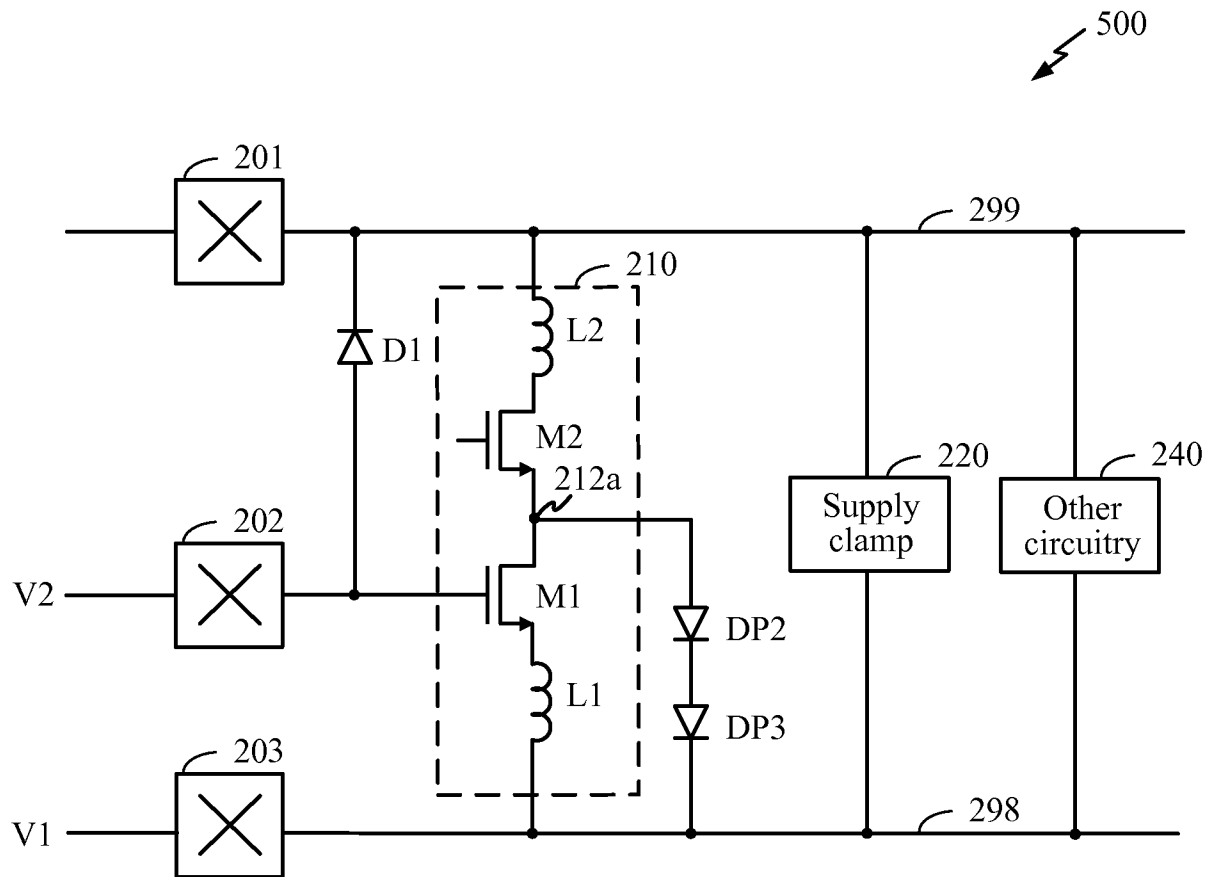 500
201
299
210
L2
D1
M2
220
240
212a
Supply
clamp
Other
circuitry
202
V2
M1
DP2
L1
DP3
203
298
V1